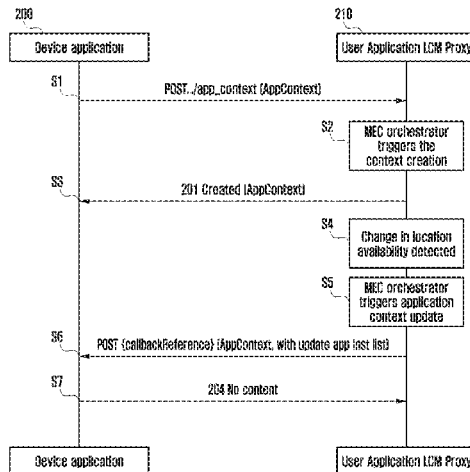 200
210
Device application
User Application LCM Proxy
S1
POST../app_context (AppContext)
S2
MEC orchestrator
triggers the
context creation
S3
201 Created (AppContext)
S4
Change in location
availability detected
S5
MEC orchestrator
triggers application
context update
S6
POST {callbackReference} (AppContext, with update app inst list)
S7
204 No content
Device application
User Application LCM Proxy